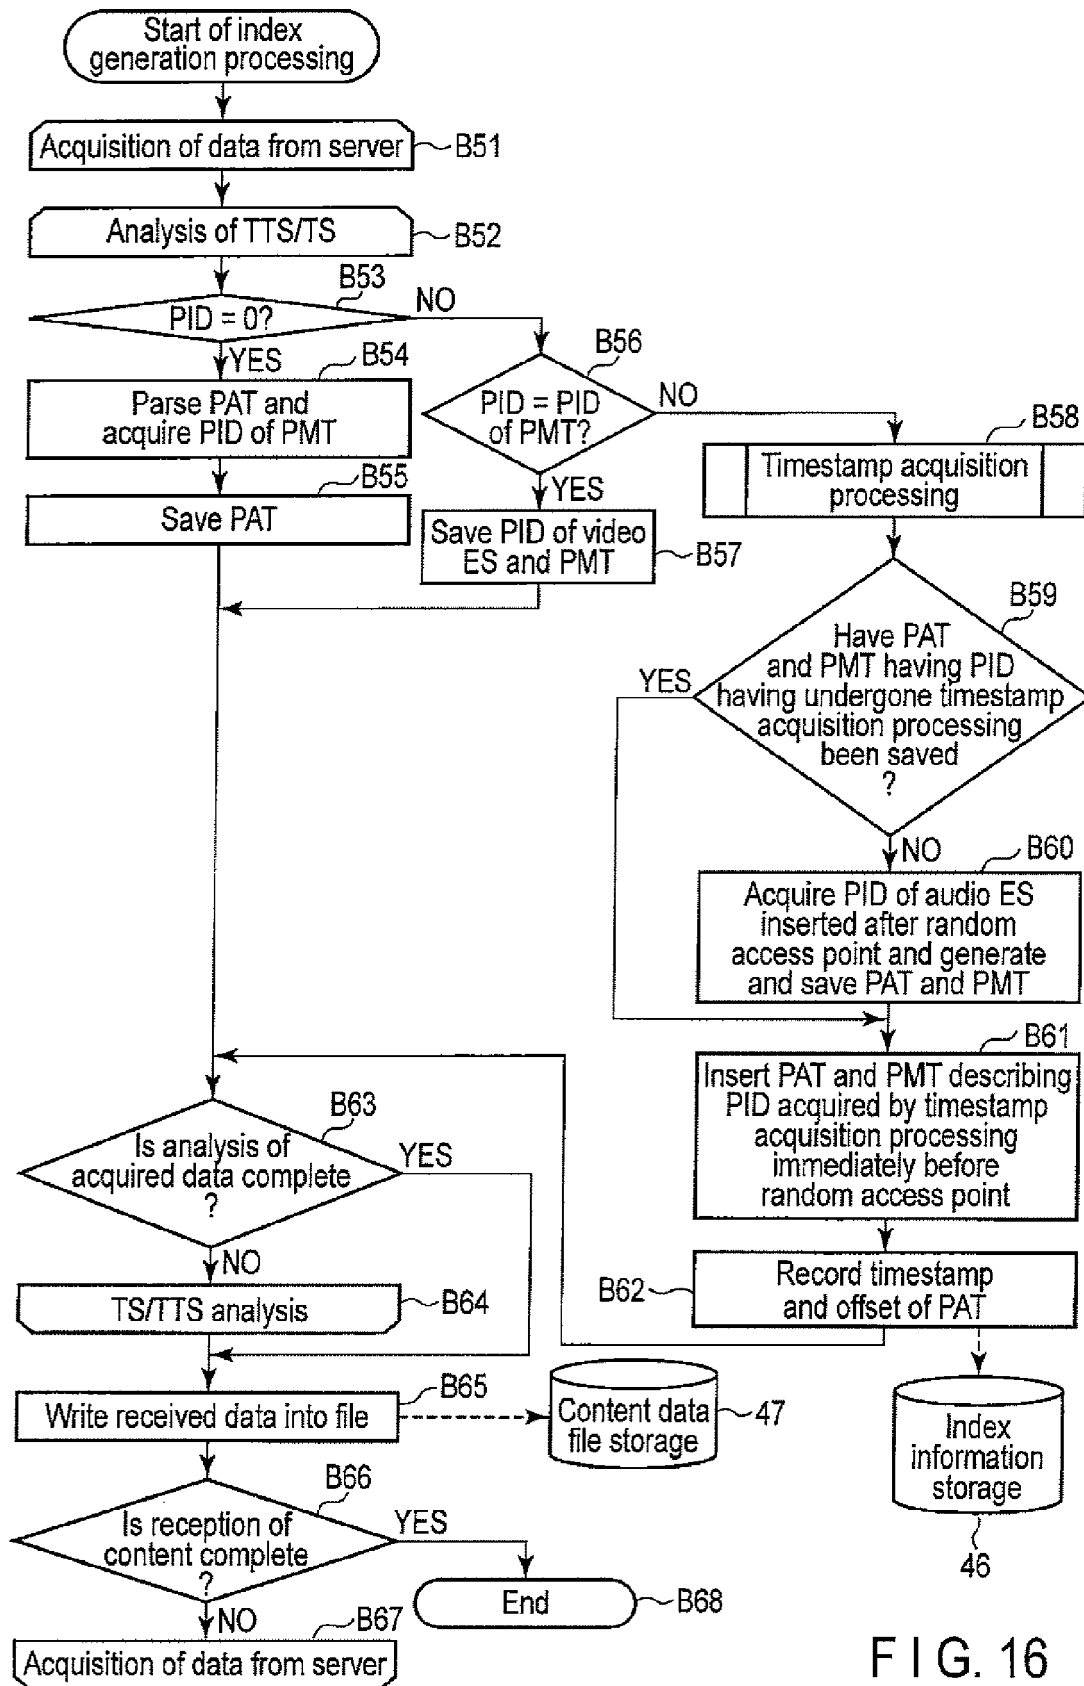 Start of index
generation processing
Acquisition of data from server
B51
Analysis of TTS/TS
B52
B53
PID = 0?
NO
YES
B54
Parse PAT and
acquire PID of PMT
B55
Save PAT
B56
PID = PID
of PMT?
NO
YES
Save PID of video
ES and PMT
B57
B58
Timestamp acquisition
processing
B59
Have PAT
and PMT having PID
having undergone timestamp
acquisition processing
been saved
?
YES
NO
B60
Acquire PID of audio ES
inserted after random
access point and generate
and save PAT and PMT
B61
Insert PAT and PMT describing
PID acquired by timestamp
acquisition processing
immediately before
random access point
B62
Record timestamp
and offset of PAT
Index
information
storage
46
B63
Is analysis of
acquired data complete
?
YES
NO
TS/TTS analysis
B64
B65
Write received data into file
Content data
file storage
47
B66
Is reception of
content complete
?
YES
End
B68
NO
B67
Acquisition of data from server
F I G. 16